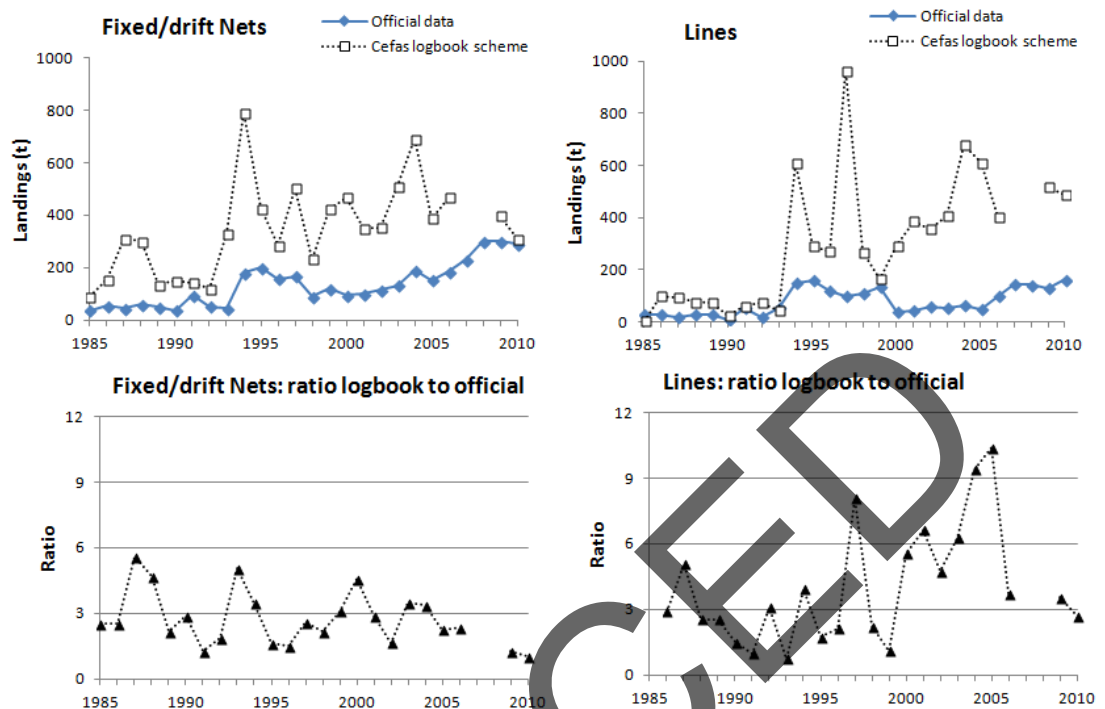 Fixed/drift Nets
Official data
Cefas logbook scheme
Landings (t)
1000
800
600
400
200
0
1985 1990 1995 2000 2005 2010
Lines
Official data
Cefas logbook scheme
Landings (t)
1000
800
600
400
200
0
1985 1990 1995 2000 2005 2010
Fixed/drift Nets: ratio logbook to official
Ratio
12
9
6
3
0
1985 1990 1995 2000 2005 2010
Lines: ratio logbook to official
Ratio
12
9
6
3
0
1985 1990 1995 2000 2005 2010
CED